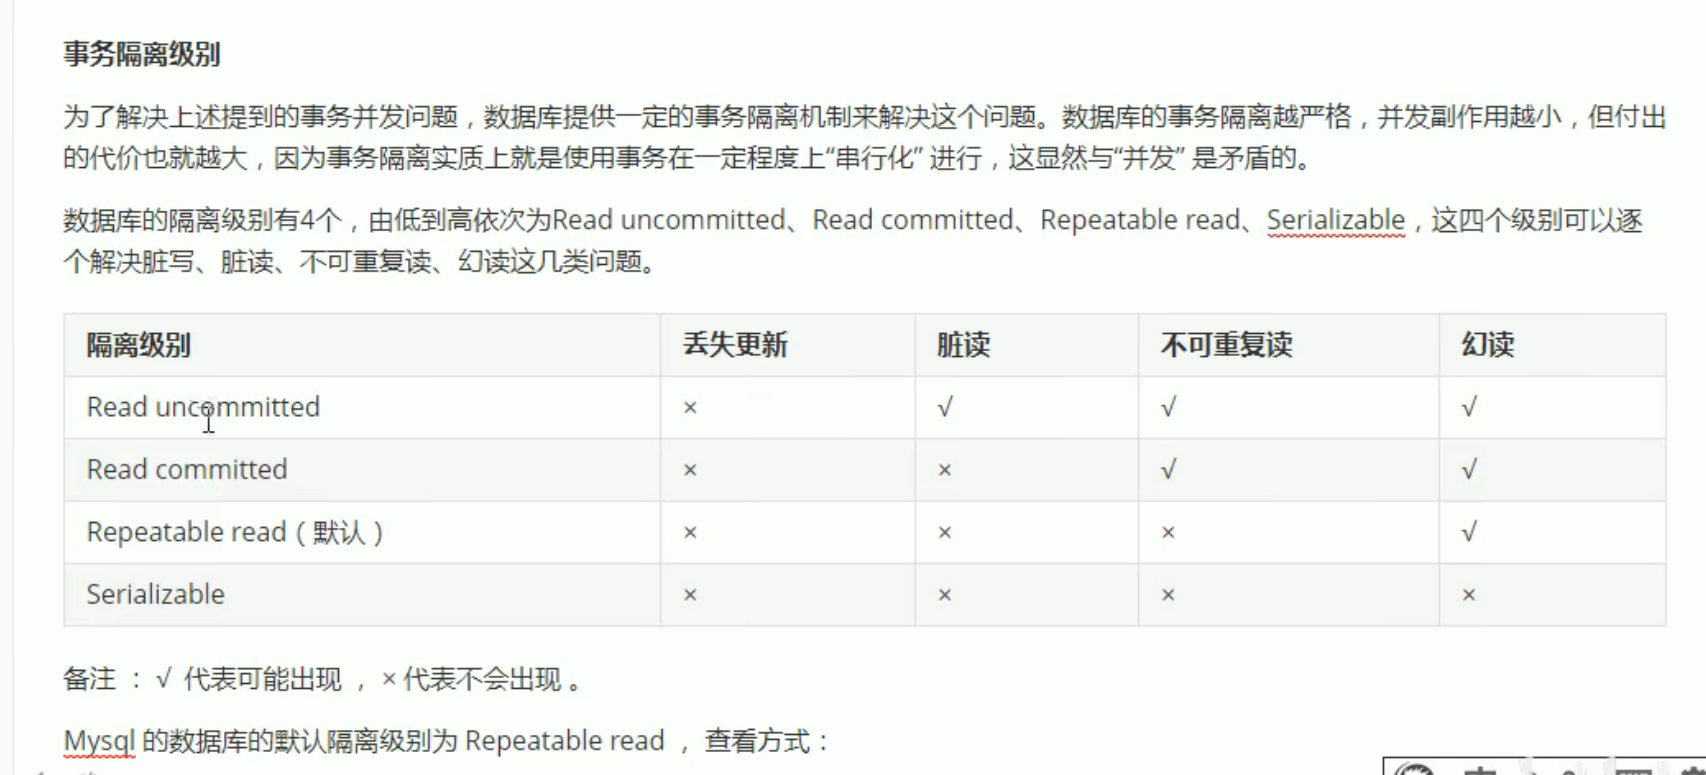 事务隔离级别
为了解决上述提到的事务并发问题，数据库提供一定的事务隔离机制来解决这个问题。数据库的事务隔离越严格，并发副作用越小，但付出
的代价也就越大，因为事务隔离实质上就是使用事务在一定程度上“串行化” 进行，这显然与“并发” 是矛盾的。
数据库的隔离级别有4个，由低到高依次为Read uncommitted、Read committed、Repeatable read、Serializable，这四个级别可以逐
个解决脏写、脏读、不可重复读、幻读这几类问题。
隔离级别 丢失更新 脏读 不可重复读 幻读
Read uncommitted × √ √ √
Read committed × × √ √
Repeatable read（默认） × × × √
Serializable × × × ×
备注 ： √ 代表可能出现 ， × 代表不会出现 。
Mysql 的数据库的默认隔离级别为 Repeatable read ， 查看方式：